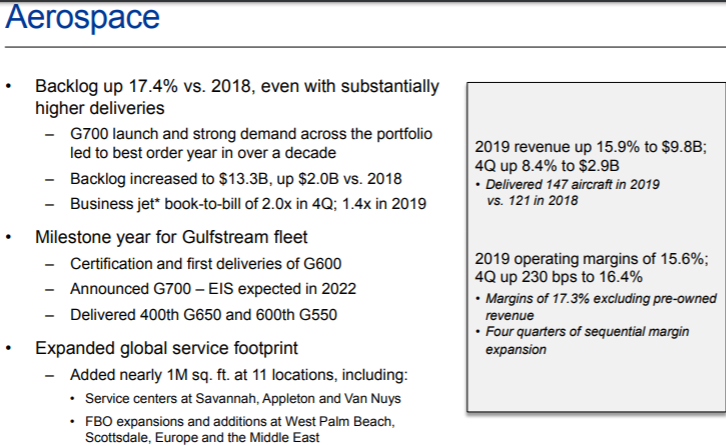 Aerospace
• Backlog up 17.4% vs. 2018, even with substantially
higher deliveries
– G700 launch and strong demand across the portfolio
led to best order year in over a decade
– Backlog increased to $13.3B, up $2.0B vs. 2018
– Business jet* book-to-bill of 2.0x in 4Q; 1.4x in 2019
• Milestone year for Gulfstream fleet
– Certification and first deliveries of G600
– Announced G700 – EIS expected in 2022
– Delivered 400th G650 and 600th G550
• Expanded global service footprint
– Added nearly 1M sq. ft. at 11 locations, including:
• Service centers at Savannah, Appleton and Van Nuys
• FBO expansions and additions at West Palm Beach,
Scottsdale, Europe and the Middle East
2019 revenue up 15.9% to $9.8B;
4Q up 8.4% to $2.9B
• Delivered 147 aircraft in 2019
vs. 121 in 2018
2019 operating margins of 15.6%;
4Q up 230 bps to 16.4%
• Margins of 17.3% excluding pre-owned
revenue
• Four quarters of sequential margin
expansion